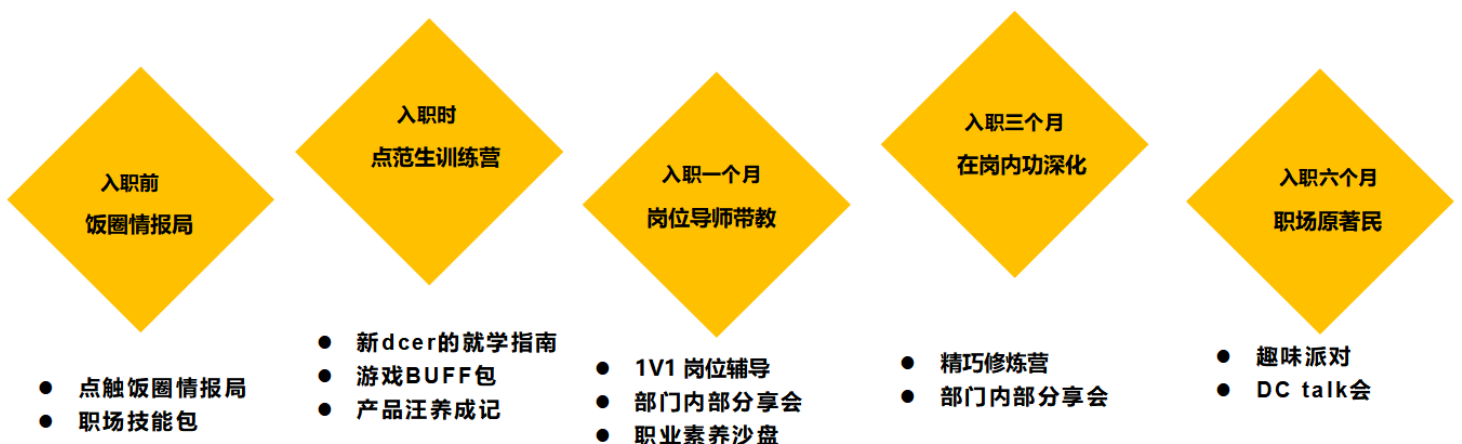 入职前
饭圈情报局
● 点触饭圈情报局
● 职场技能包
入职时
点范生训练营
● 新dcer的就学指南
● 游戏BUFF包
● 产品汪养成记
入职一个月
岗位导师带教
● 1V1 岗位辅导
● 部门内部分享会
● 职业素养沙盘
入职三个月
在岗内功深化
● 精巧修炼营
● 部门内部分享会
入职六个月
职场原著民
● 趣味派对
● DC talk会